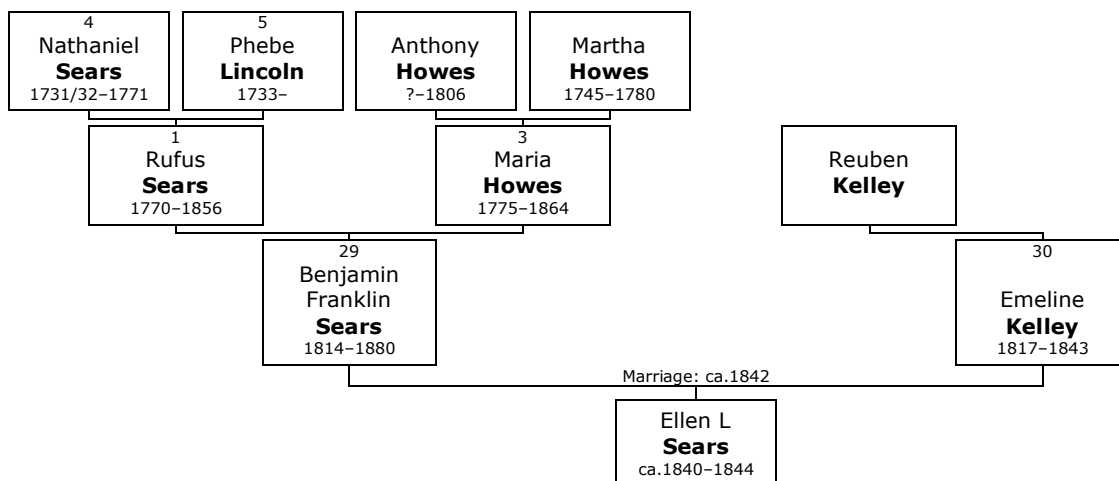 4
Nathaniel
Sears
1731/32–1771
5
Phebe
Lincoln
1733–
Anthony
Howes
?–1806
Martha
Howes
1745–1780
1
Rufus
Sears
1770–1856
3
Maria
Howes
1775–1864
Reuben
Kelley
29
Benjamin
Franklin
Sears
1814–1880
30
Emeline
Kelley
1817–1843
Marriage: ca.1842
Ellen L
Sears
ca.1840–1844